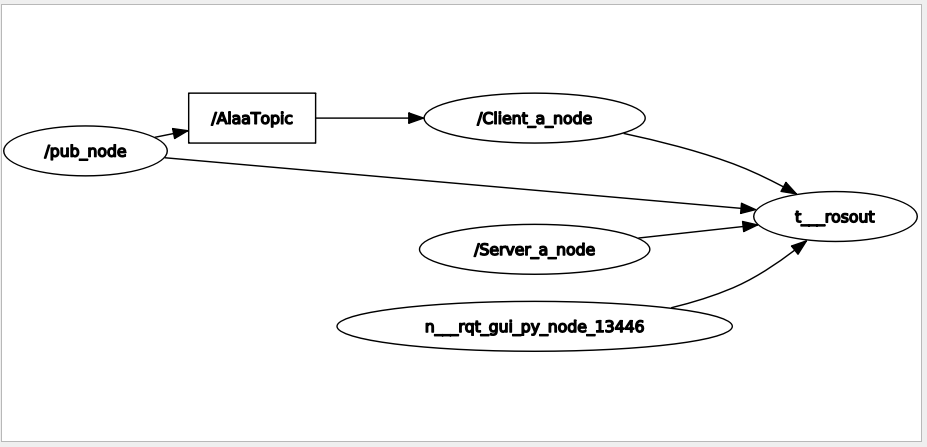 /AlaaTopic
/Client_a_node
/pub_node
t___rosout
/Server_a_node
n___rqt_gui_py_node_13446